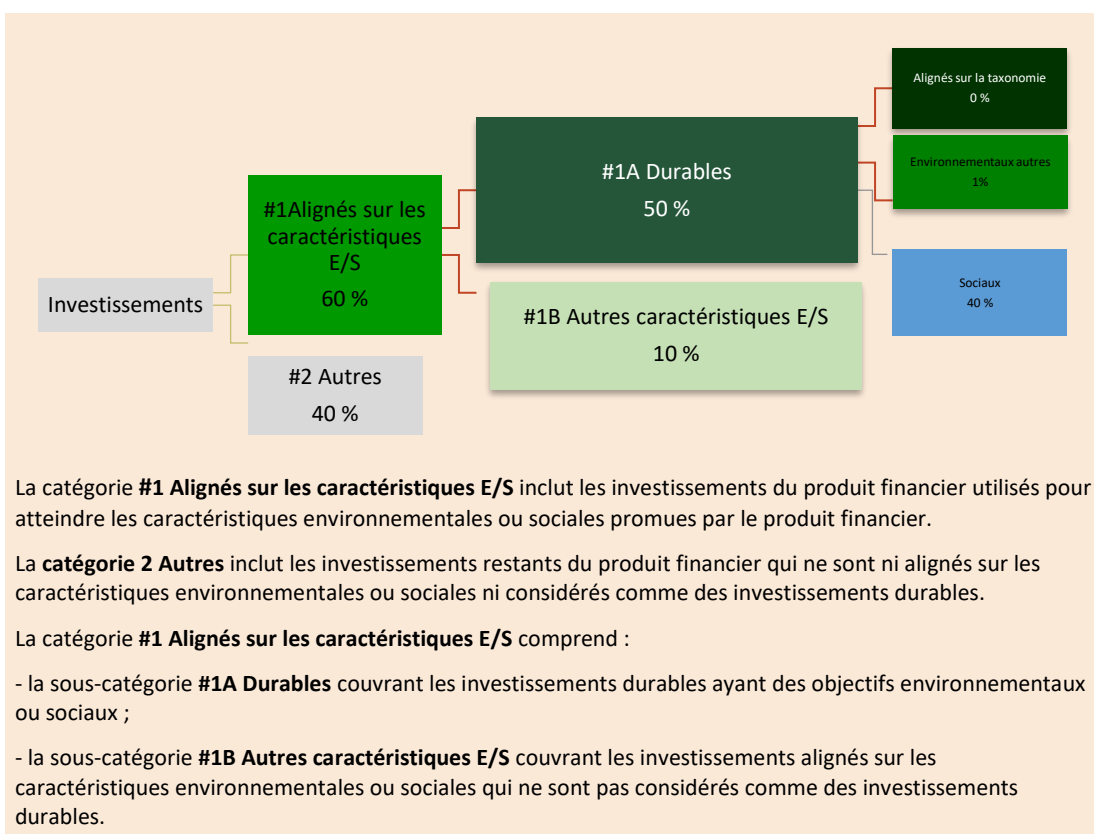 Investissements
#1Alignés sur les
caractéristiques
E/S
60 %
#2 Autres
40 %
#1A Durables
50 %
#1B Autres caractéristiques E/S
10 %
Alignés sur la taxonomie
0 %
Environnementaux autres
1%
Sociaux
40 %
La catégorie #1 Alignés sur les caractéristiques E/S inclut les investissements du produit financier utilisés pour
atteindre les caractéristiques environnementales ou sociales promues par le produit financier.
La catégorie 2 Autres inclut les investissements restants du produit financier qui ne sont ni alignés sur les
caractéristiques environnementales ou sociales ni considérés comme des investissements durables.
La catégorie #1 Alignés sur les caractéristiques E/S comprend :
- la sous-catégorie #1A Durables couvrant les investissements durables ayant des objectifs environnementaux
ou sociaux ;
- la sous-catégorie #1B Autres caractéristiques E/S couvrant les investissements alignés sur les
caractéristiques environnementales ou sociales qui ne sont pas considérés comme des investissements
durables.